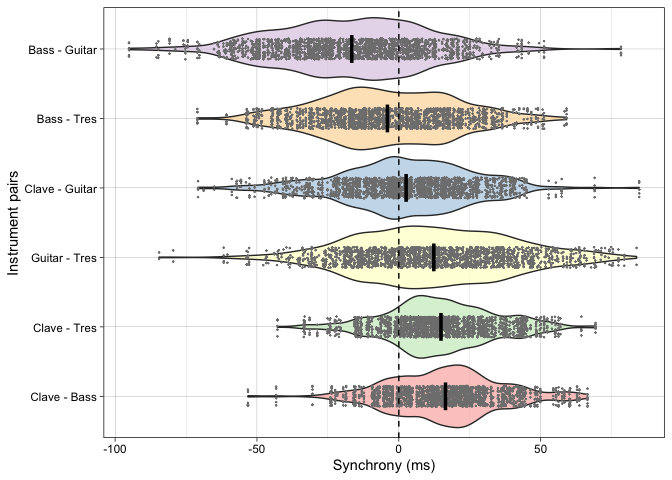 Instrument pairs
Bass - Guitar
Bass - Tres
Clave - Guitar
Guitar - Tres
Clave - Tres
Clave - Bass
-100
-50
0
50
Synchrony (ms)